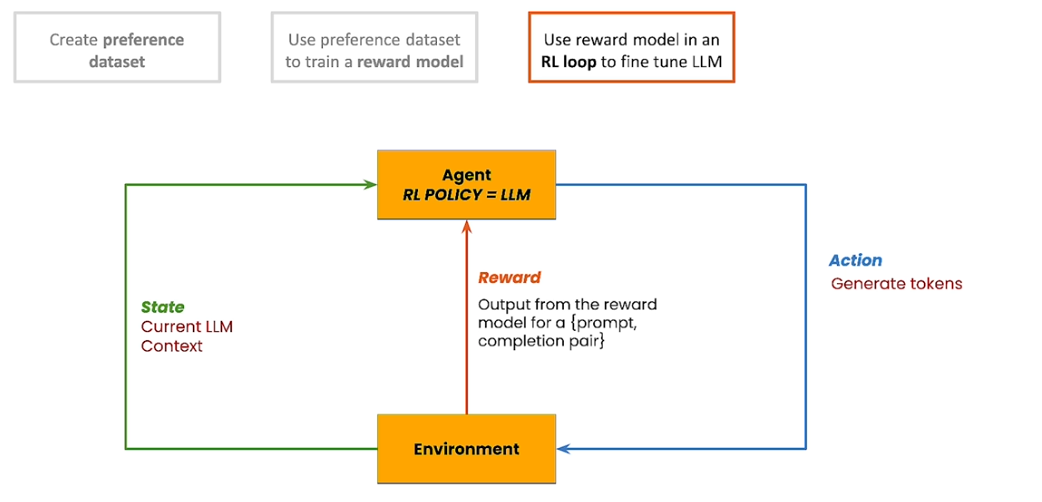 Create preference
dataset
Use preference dataset
to train a reward model
Use reward model in an
RL loop to fine tune LLM
Agent
RL POLICY = LLM
Action
Generate tokens
Reward
Output from the reward
model for a {prompt,
completion pair}
State
Current LLM
Context
Environment